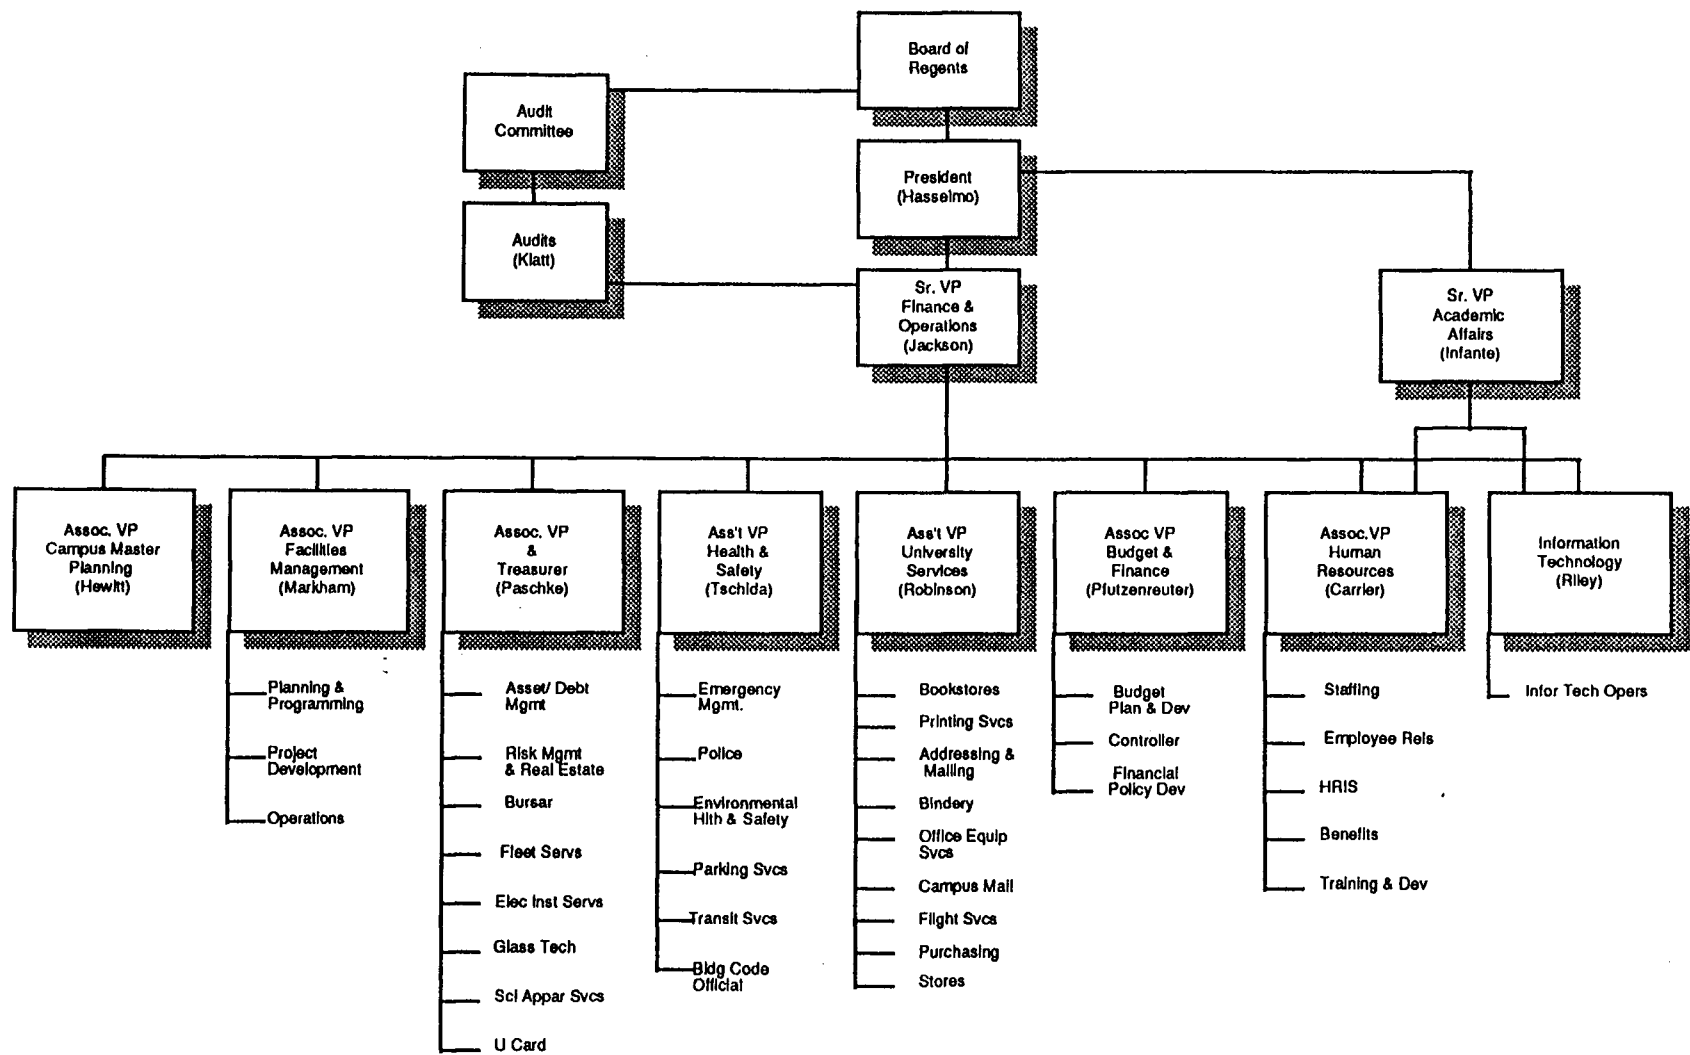 Board of
Regents
Audit
Committee
President
(Hasselmo)
Audits
(Klatt)
Sr. VP
Finance &
Operations
(Jackson)
Sr. VP
Academic
Affairs
(Infante)
Assoc. VP
Campus Master
Planning
(Hewitt)
Assoc. VP
Facilities
Management
(Markham)
Assoc. VP
&
Treasurer
(Paschke)
Ass't VP
Health &
Safety
(Tschida)
Ass't VP
University
Services
(Robinson)
Assoc VP
Budget &
Finance
(Pfutzenreuter)
Assoc.VP
Human
Resources
(Carrier)
Information
Technology
(Riley)
Planning &
Programming
Project
Development
Operations
Asset/ Debt
Mgmt
Risk Mgmt
& Real Estate
Bursar
Fleet Servs
Elec Inst Servs
Glass Tech
Sci Appar Svcs
U Card
Emergency
Mgmt.
Police
Environmental
Hlth & Safety
Parking Svcs
Transit Svcs
Bldg Code
Official
Bookstores
Printing Svcs
Addressing &
Mailing
Bindery
Office Equip
Svcs
Campus Mail
Flight Svcs
Purchasing
Stores
Budget
Plan & Dev
Controller
Financial
Policy Dev
Staffing
Employee Rels
HRIS
Benefits
Training & Dev
Infor Tech Opers